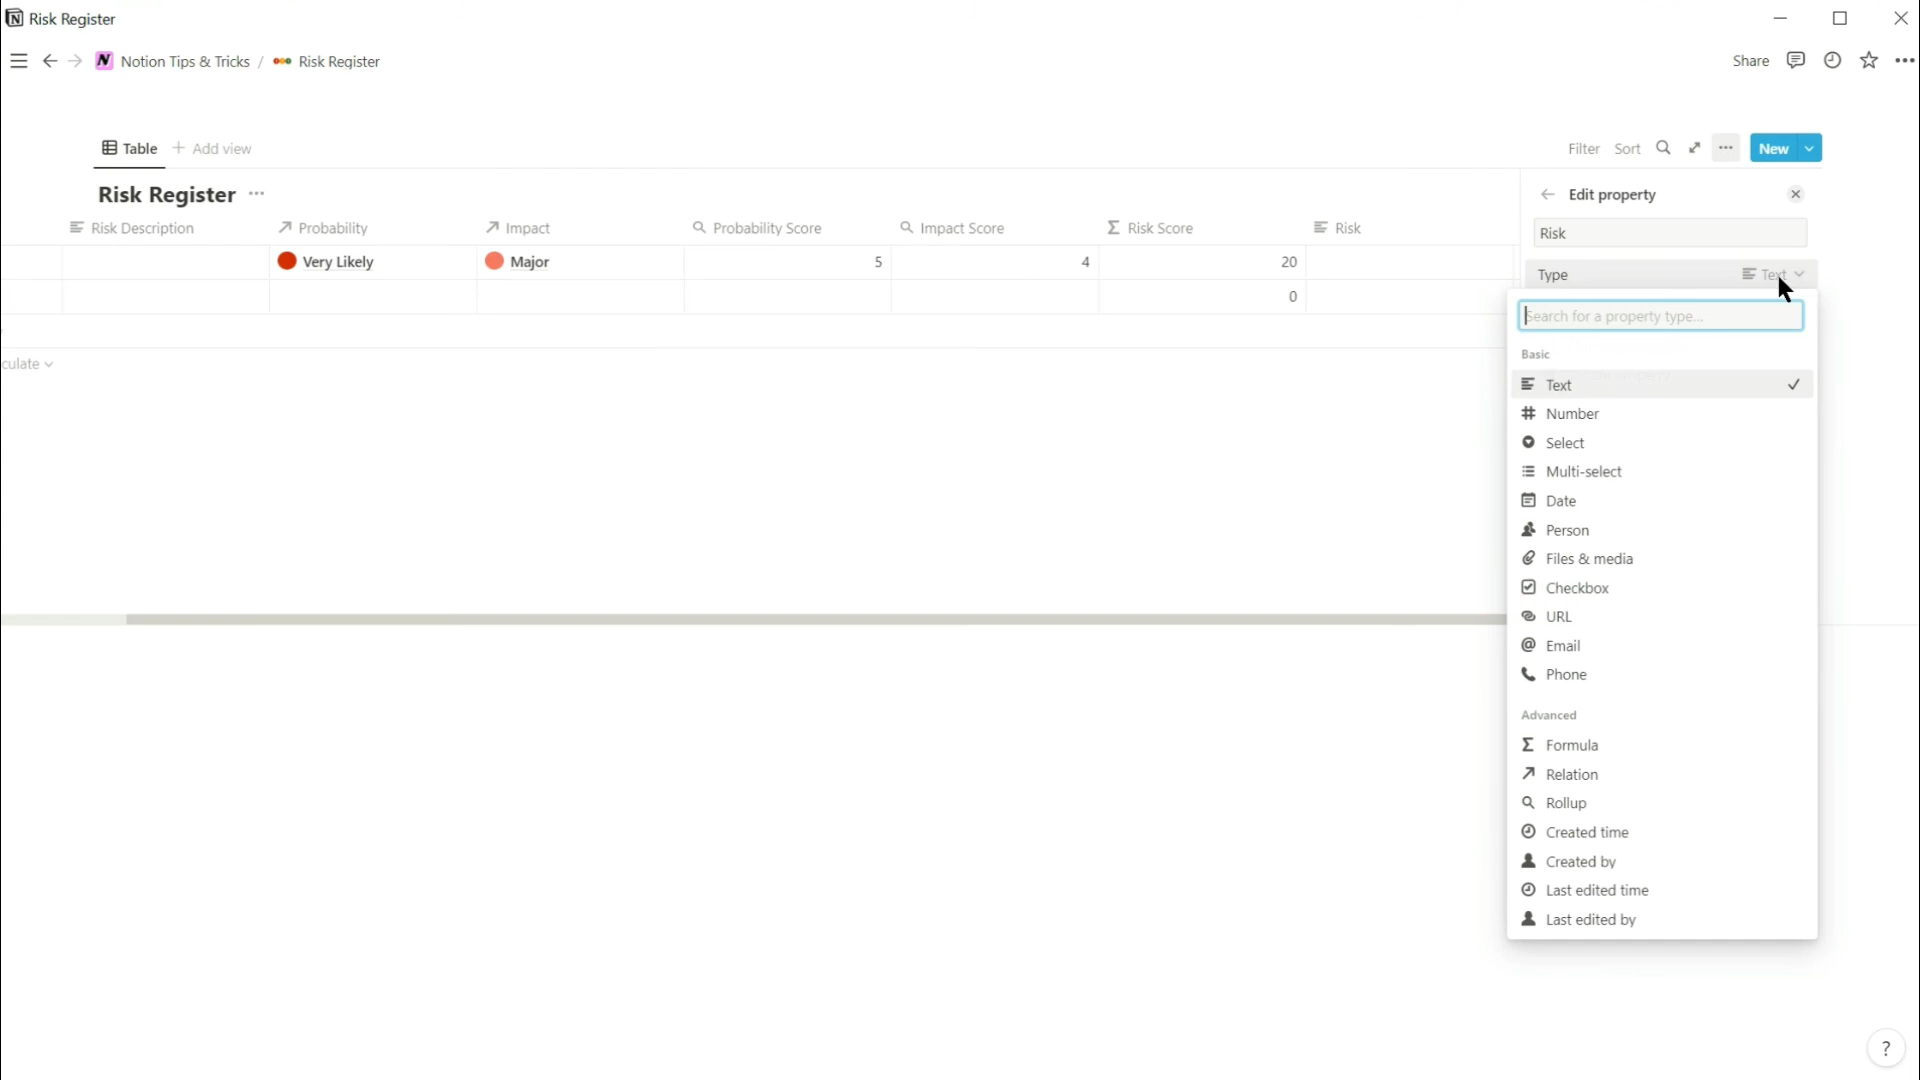 Risk Register
Notion Tips & Tricks / Risk Register
Share
Table
Add view
Filter Sort
New
Risk Register
Edit property
Risk Description Probability Impact Probability Score Impact Score Risk Score Risk
Risk
Very Likely Major 5 4 20
Type Text
0
Search for a property type...
culate
Basic
Text
Number
Select
Multi-select
Date
Person
Files & media
Checkbox
URL
Email
Phone
Advanced
Formula
Relation
Rollup
Created time
Created by
Last edited time
Last edited by
?